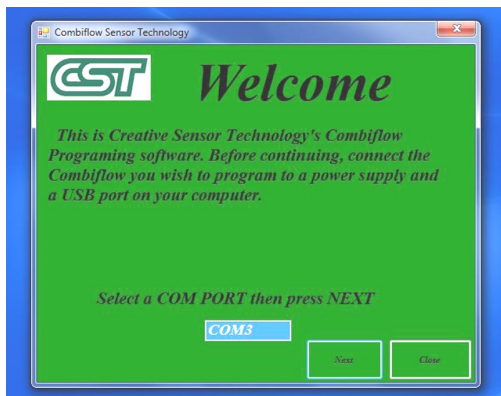 Combiflow Sensor Technology
CST
Welcome
This is Creative Sensor Technology's Combiflow
Programing software. Before continuing, connect the
Combiflow you wish to program to a power supply and
a USB port on your computer.
Select a COM PORT then press NEXT
COM3
Next
Close